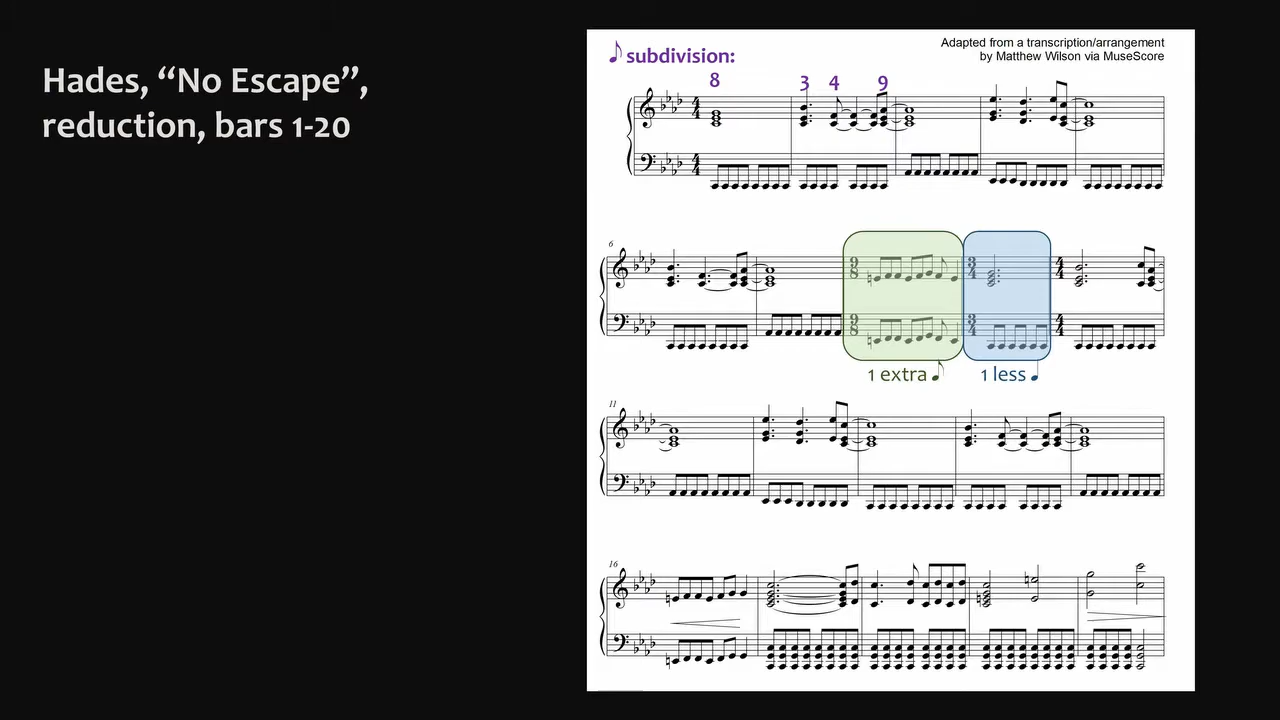 Hades, “No Escape”,
reduction, bars 1-20
♪ subdivision:
Adapted from a transcription/arrangement
by Matthew Wilson via MuseScore
8 3 4 9
6
1 extra ♪ 1 less ♩
11
16